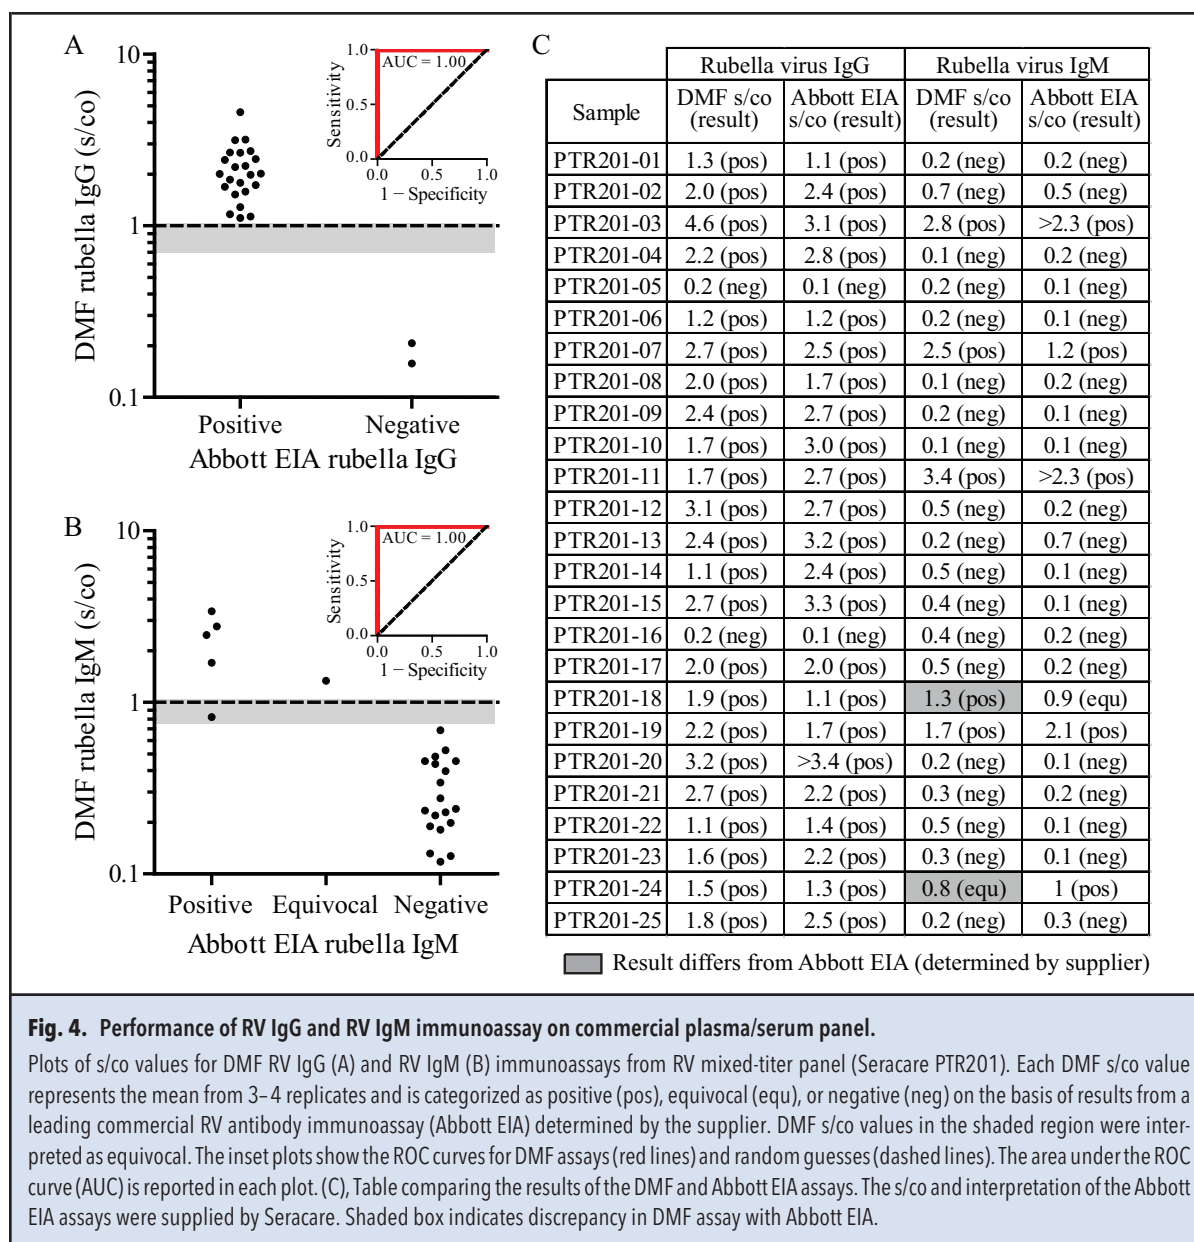 A
10
1
0.1
DMF rubella IgG (s/co)
Positive Negative
Abbott EIA rubella IgG
1.0
0.5
0.0
Sensitivity
AUC = 1.00
0.0 0.5 1.0
1 − Specificity
B
10
1
0.1
DMF rubella IgM (s/co)
Positive Equivocal Negative
Abbott EIA rubella IgM
1.0
0.5
0.0
Sensitivity
AUC = 1.00
0.0 0.5 1.0
1 − Specificity
C
Rubella virus IgG Rubella virus IgM
Sample DMF s/co (result) Abbott EIA s/co (result) DMF s/co (result) Abbott EIA s/co (result)
PTR201-01 1.3 (pos) 1.1 (pos) 0.2 (neg) 0.2 (neg)
PTR201-02 2.0 (pos) 2.4 (pos) 0.7 (neg) 0.5 (neg)
PTR201-03 4.6 (pos) 3.1 (pos) 2.8 (pos) >2.3 (pos)
PTR201-04 2.2 (pos) 2.8 (pos) 0.1 (neg) 0.2 (neg)
PTR201-05 0.2 (neg) 0.1 (neg) 0.2 (neg) 0.1 (neg)
PTR201-06 1.2 (pos) 1.2 (pos) 0.2 (neg) 0.1 (neg)
PTR201-07 2.7 (pos) 2.5 (pos) 2.5 (pos) 1.2 (pos)
PTR201-08 2.0 (pos) 1.7 (pos) 0.1 (neg) 0.2 (neg)
PTR201-09 2.4 (pos) 2.7 (pos) 0.2 (neg) 0.1 (neg)
PTR201-10 1.7 (pos) 3.0 (pos) 0.1 (neg) 0.1 (neg)
PTR201-11 1.7 (pos) 2.7 (pos) 3.4 (pos) >2.3 (pos)
PTR201-12 3.1 (pos) 2.7 (pos) 0.5 (neg) 0.2 (neg)
PTR201-13 2.4 (pos) 3.2 (pos) 0.2 (neg) 0.7 (neg)
PTR201-14 1.1 (pos) 2.4 (pos) 0.5 (neg) 0.1 (neg)
PTR201-15 2.7 (pos) 3.3 (pos) 0.4 (neg) 0.1 (neg)
PTR201-16 0.2 (neg) 0.1 (neg) 0.4 (neg) 0.2 (neg)
PTR201-17 2.0 (pos) 2.0 (pos) 0.5 (neg) 0.2 (neg)
PTR201-18 1.9 (pos) 1.1 (pos) 1.3 (pos) 0.9 (equ)
PTR201-19 2.2 (pos) 1.7 (pos) 1.7 (pos) 2.1 (pos)
PTR201-20 3.2 (pos) >3.4 (pos) 0.2 (neg) 0.1 (neg)
PTR201-21 2.7 (pos) 2.2 (pos) 0.3 (neg) 0.2 (neg)
PTR201-22 1.1 (pos) 1.4 (pos) 0.5 (neg) 0.1 (neg)
PTR201-23 1.6 (pos) 2.2 (pos) 0.3 (neg) 0.1 (neg)
PTR201-24 1.5 (pos) 1.3 (pos) 0.8 (equ) 1 (pos)
PTR201-25 1.8 (pos) 2.5 (pos) 0.2 (neg) 0.3 (neg)
Result differs from Abbott EIA (determined by supplier)
Fig. 4. Performance of RV IgG and RV IgM immunoassay on commercial plasma/serum panel.
Plots of s/co values for DMF RV IgG (A) and RV IgM (B) immunoassays from RV mixed-titer panel (Seracare PTR201). Each DMF s/co value
represents the mean from 3–4 replicates and is categorized as positive (pos), equivocal (equ), or negative (neg) on the basis of results from a
leading commercial RV antibody immunoassay (Abbott EIA) determined by the supplier. DMF s/co values in the shaded region were inter-
preted as equivocal. The inset plots show the ROC curves for DMF assays (red lines) and random guesses (dashed lines). The area under the ROC
curve (AUC) is reported in each plot. (C), Table comparing the results of the DMF and Abbott EIA assays. The s/co and interpretation of the Abbott
EIA assays were supplied by Seracare. Shaded box indicates discrepancy in DMF assay with Abbott EIA.